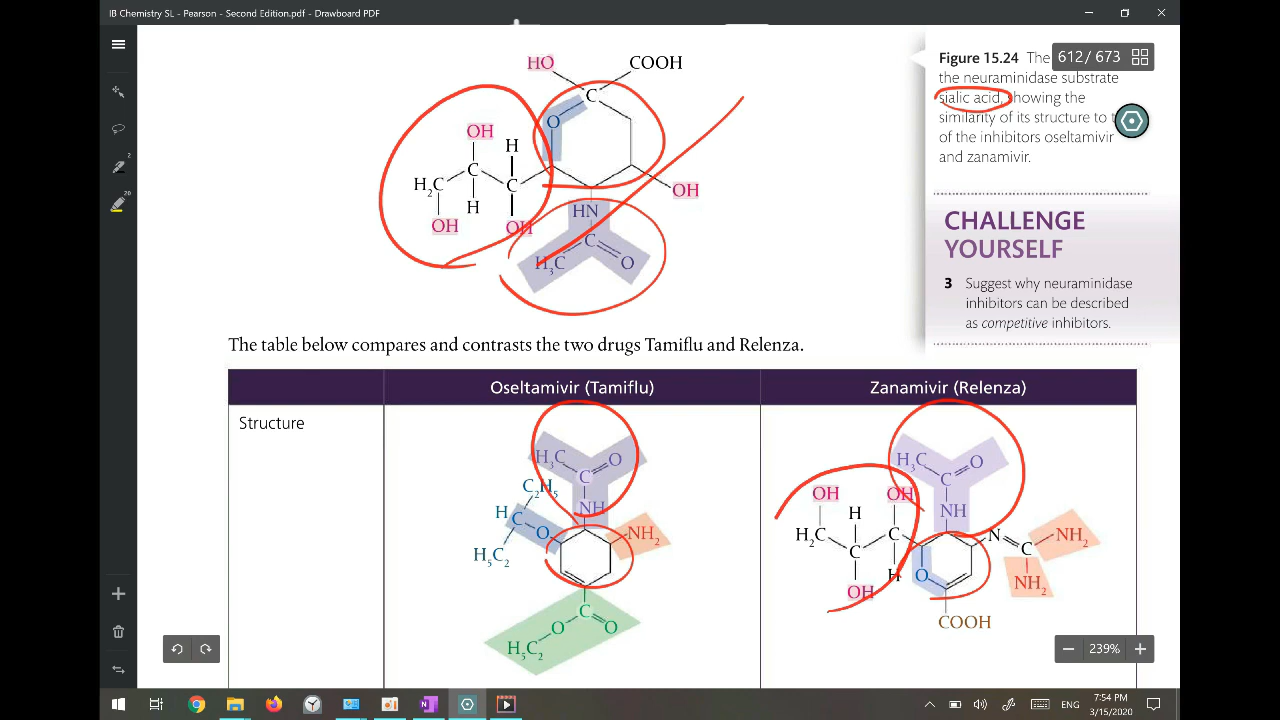 IB Chemistry SL - Pearson - Second Edition.pdf - Drawboard PDF
2
20
HO
COOH
C
O
OH
H
H₂C
C
C
OH
H
OH
OH
HN
C
H₃C
O
Figure 15.24 The
the neuraminidase substrate
sialic acid, showing the
similarity of its structure to t
of the inhibitors oseltamivir
and zanamivir.
612 / 673
CHALLENGE
YOURSELF
3 Suggest why neuraminidase
inhibitors can be described
as competitive inhibitors.
The table below compares and contrasts the two drugs Tamiflu and Relenza.
Oseltamivir (Tamiflu)
Zanamivir (Relenza)
Structure
H₃C
O
C
C₂H₅
NH
H
C
O
NH₂
H₅C₂
C
O
O
H₅C₂
H₃C
O
C
OH
OH
NH
H
H₂C
C
N
C
NH₂
C
H
O
NH₂
OH
COOH
239%
ENG
7:54 PM
3/15/2020